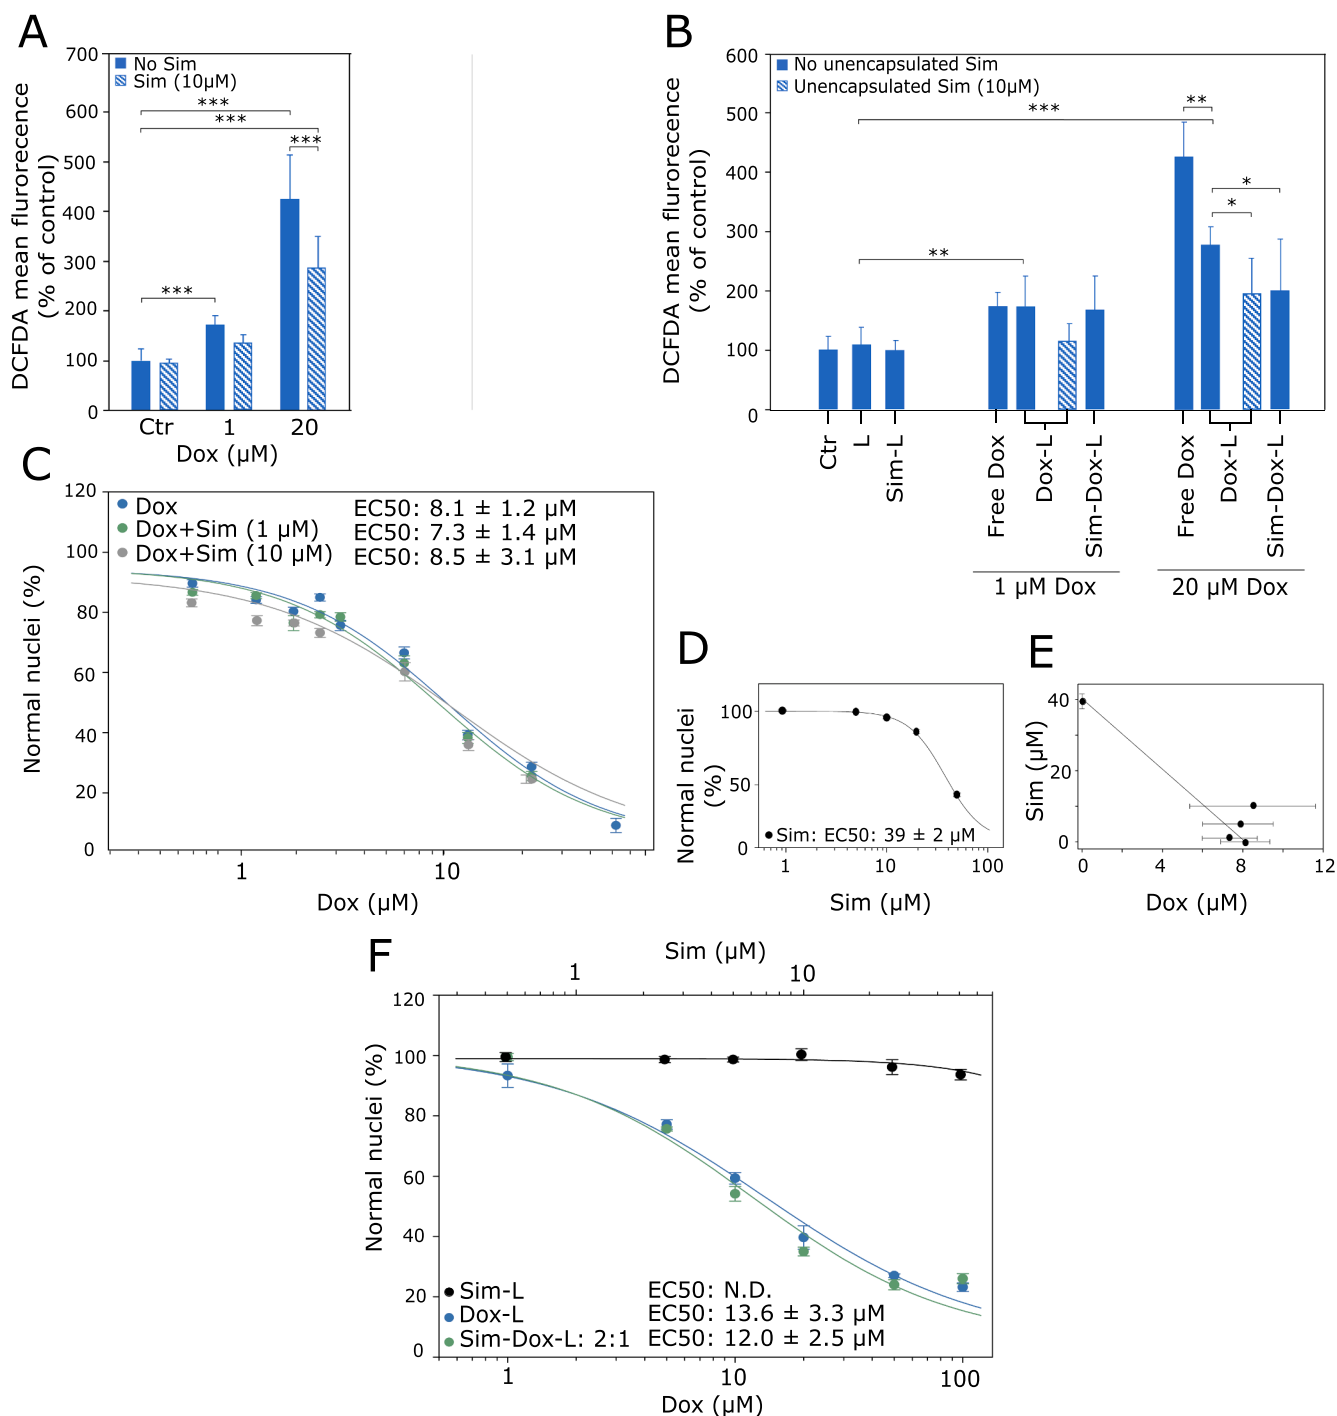 A
DCFDA mean flurorecence
(% of control)
700
600
500
400
300
200
100
0
No Sim
Sim (10µM)
***
***
***
***
Ctr 1 20
Dox (µM)
B
DCFDA mean flurorecence
(% of control)
600
500
400
300
200
100
0
No unencapsulated Sim
Unencapsulated Sim (10µM)
**
***
*
*
**
Ctr
L
Sim-L
Free Dox
Dox-L
Sim-Dox-L
Free Dox
Dox-L
Sim-Dox-L
1 µM Dox
20 µM Dox
C
Normal nuclei (%)
120
100
80
60
40
20
0
Dox EC50: 8.1 ± 1.2 µM
Dox+Sim (1 µM) EC50: 7.3 ± 1.4 µM
Dox+Sim (10 µM) EC50: 8.5 ± 3.1 µM
1 10
Dox (µM)
D
Normal nuclei
(%)
100
50
0
Sim: EC50: 39 ± 2 µM
1 10 100
Sim (µM)
E
Sim (µM)
40
20
0
0 4 8 12
Dox (µM)
F
Sim (µM)
1 10
Normal nuclei (%)
120
100
80
60
40
20
0
Sim-L EC50: N.D.
Dox-L EC50: 13.6 ± 3.3 µM
Sim-Dox-L: 2:1 EC50: 12.0 ± 2.5 µM
1 10 100
Dox (µM)